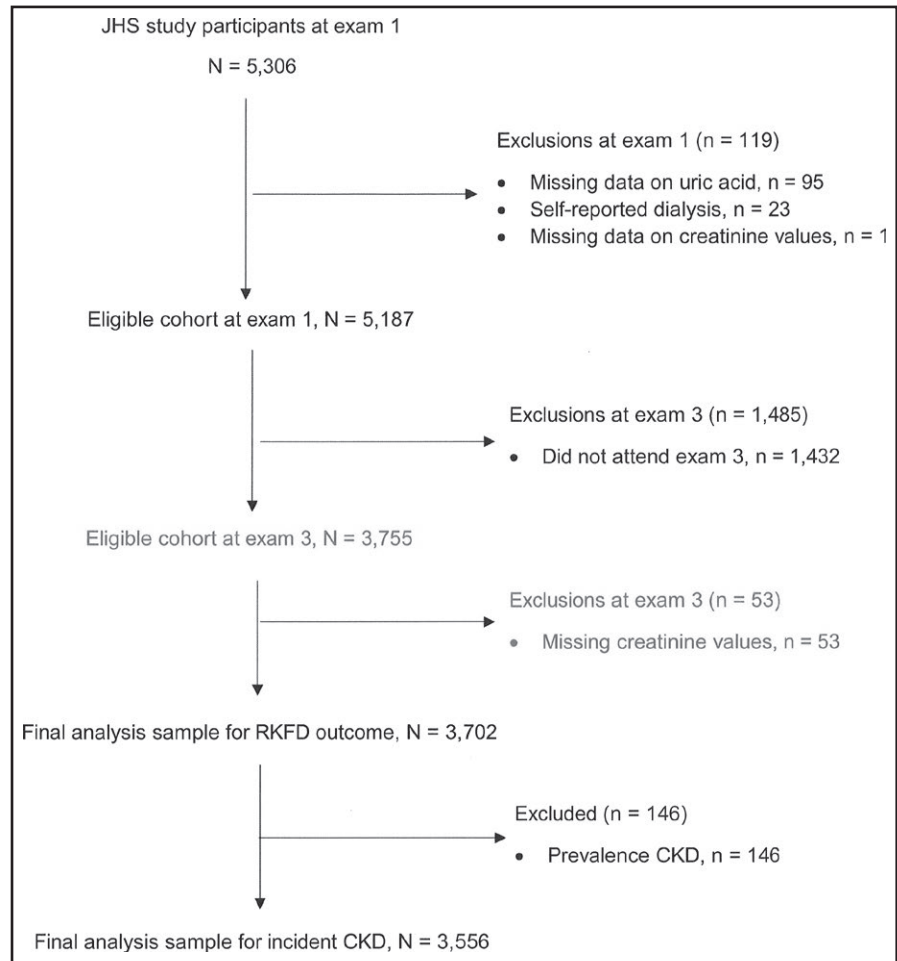 JHS study participants at exam 1
N = 5,306
Exclusions at exam 1 (n = 119)
• Missing data on uric acid, n = 95
• Self-reported dialysis, n = 23
• Missing data on creatinine values, n = 1
Eligible cohort at exam 1, N = 5,187
Exclusions at exam 3 (n = 1,485)
• Did not attend exam 3, n = 1,432
Eligible cohort at exam 3, N = 3,755
Exclusions at exam 3 (n = 53)
• Missing creatinine values, n = 53
Final analysis sample for RKFD outcome, N = 3,702
Excluded (n = 146)
• Prevalence CKD, n = 146
Final analysis sample for incident CKD, N = 3,556